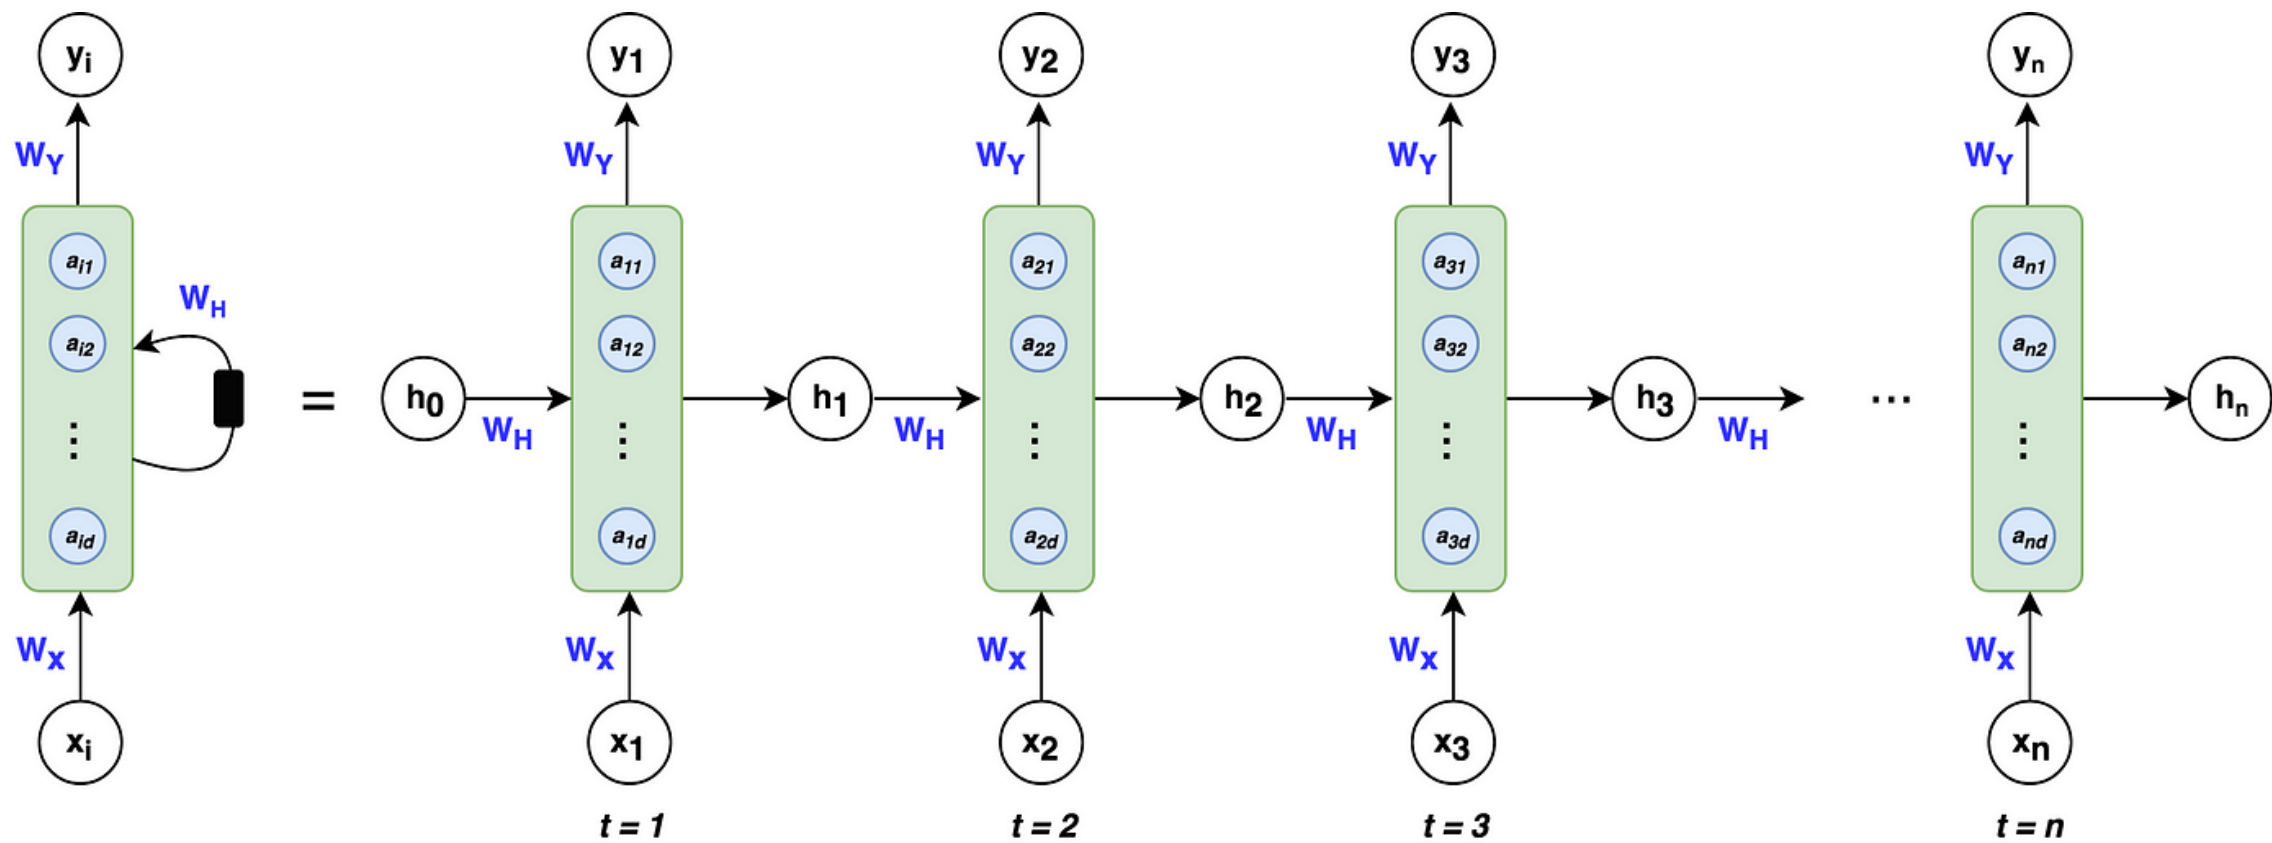 yi y1 y2 y3 yn
WY WY WY WY WY
ai1 a11 a21 a31 an1
WH
ai2 a12 a22 a32 an2
= h0 h1 h2 h3 ... hn
WH WH WH WH
⋮ ⋮ ⋮ ⋮ ⋮
aid a1d a2d a3d and
WX WX WX WX WX
xi x1 x2 x3 xn
t = 1 t = 2 t = 3 t = n